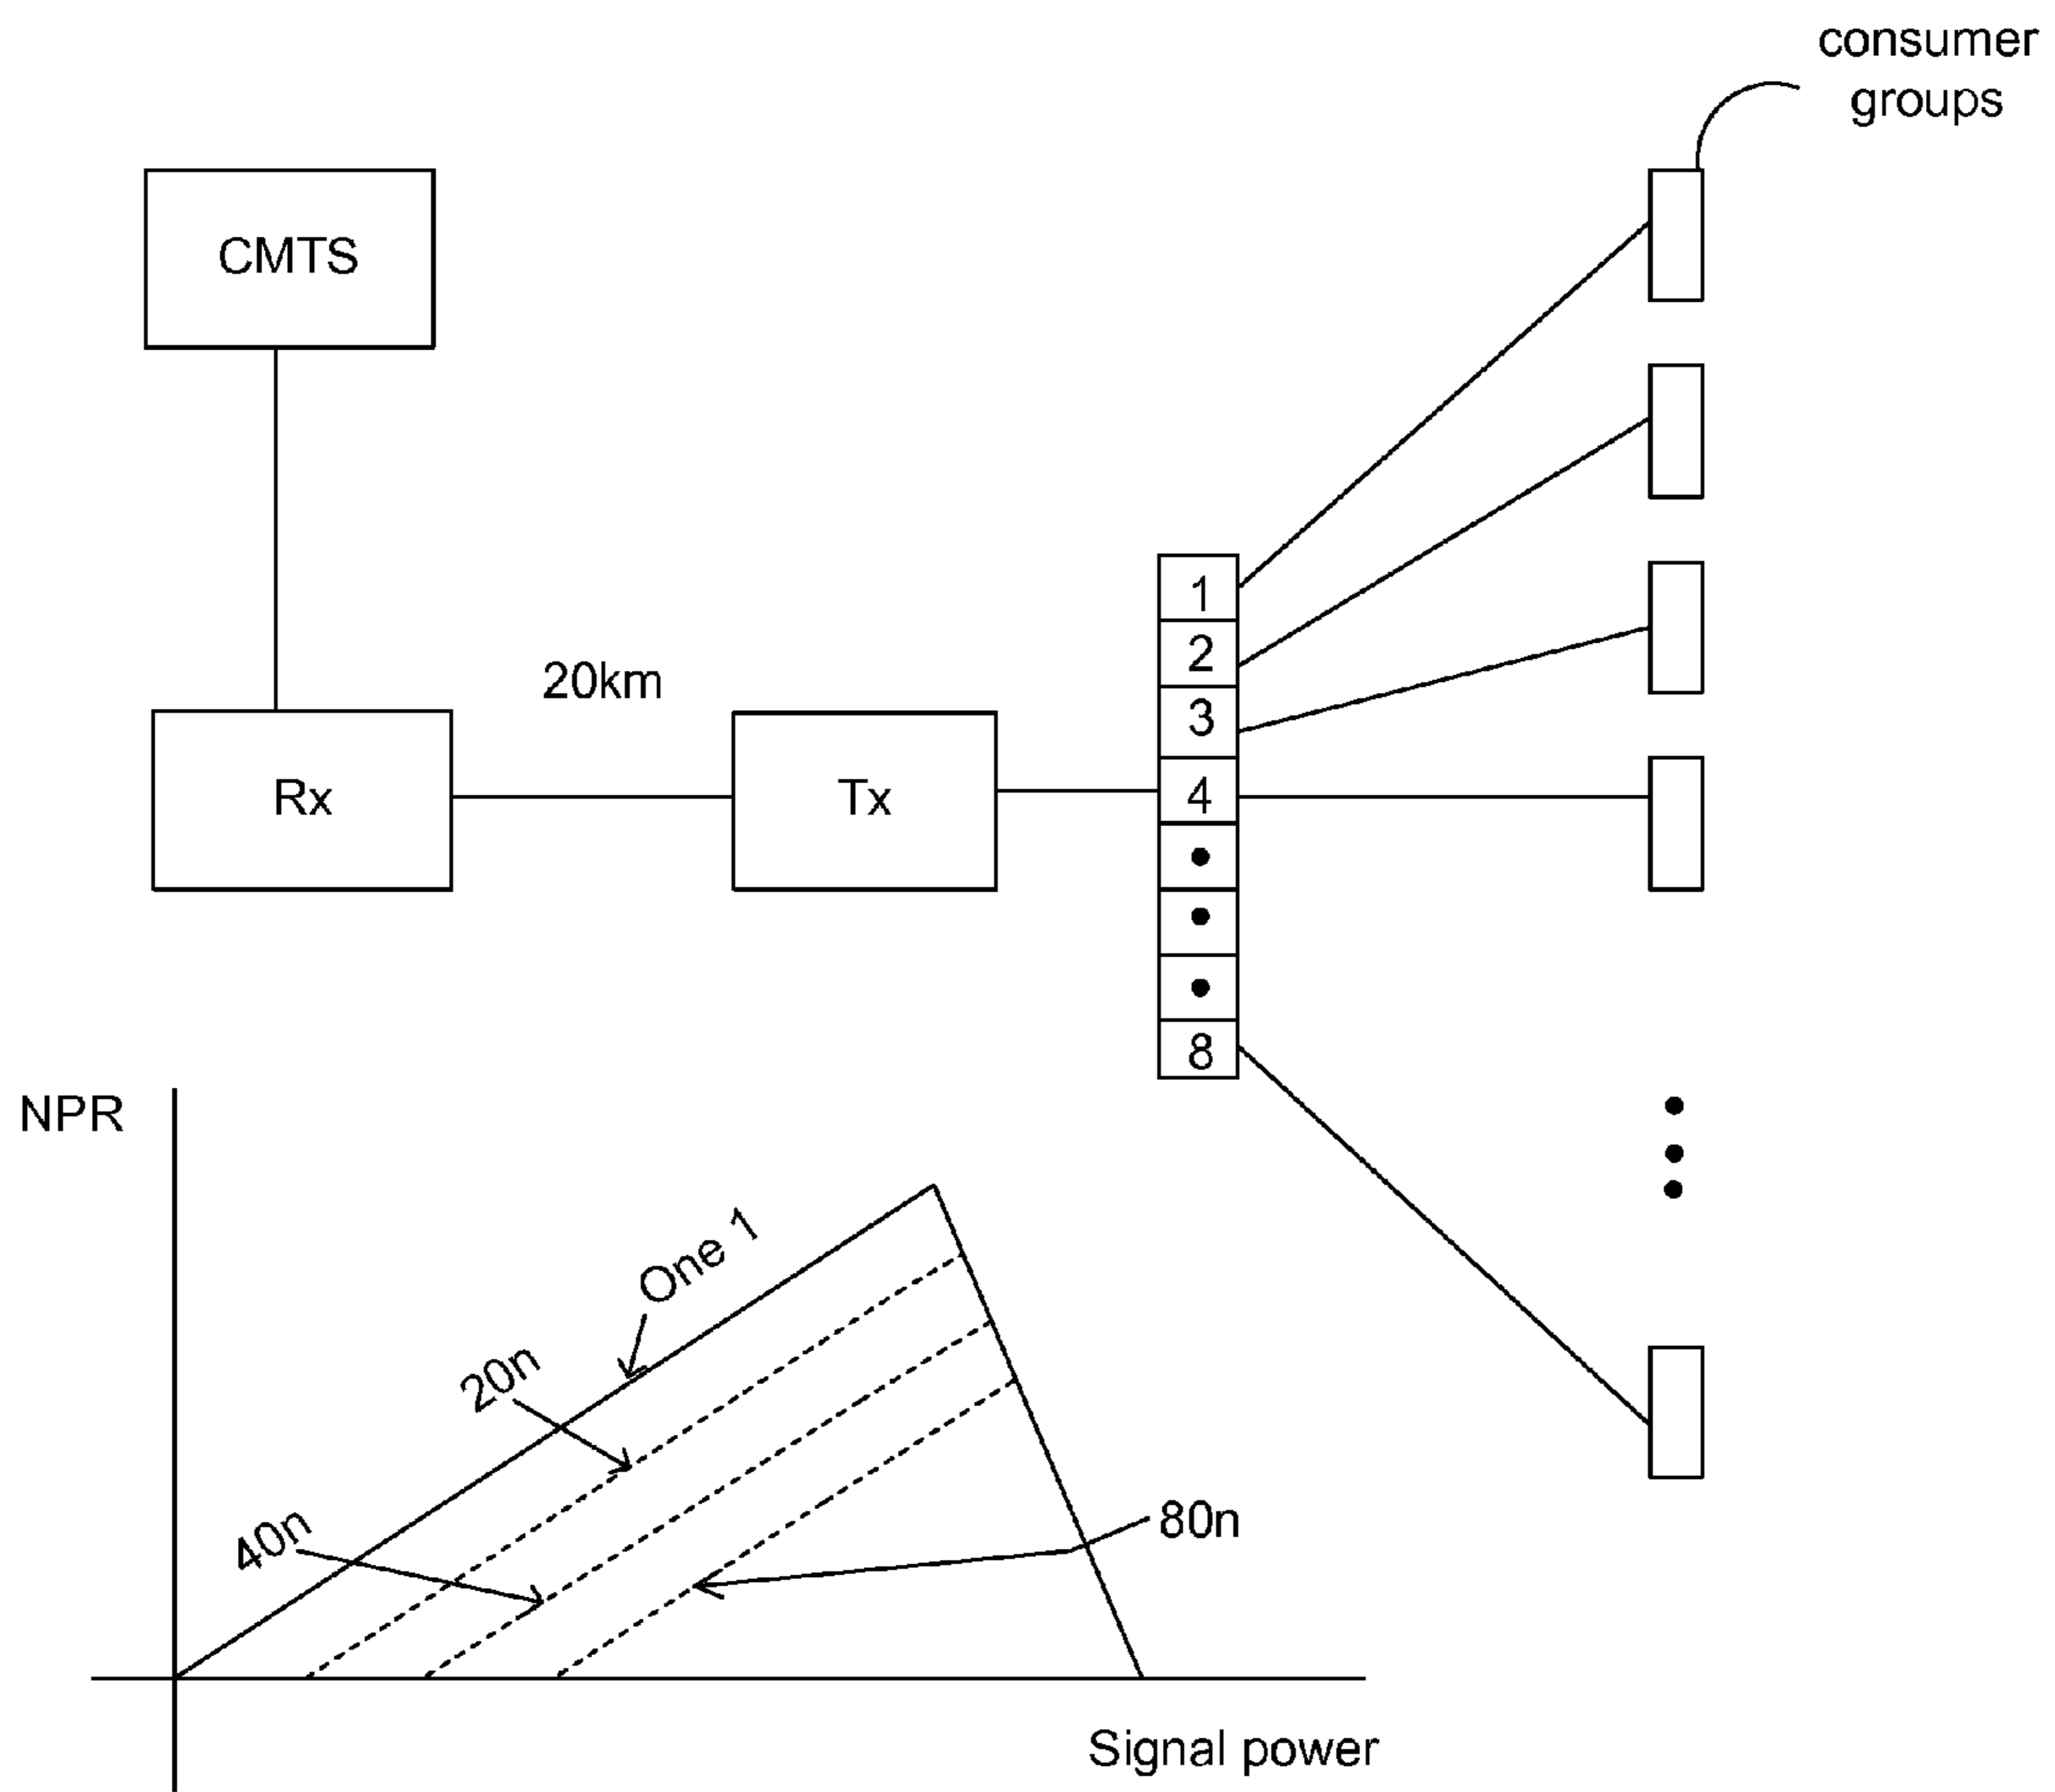 consumer
groups
CMTS
20km
Rx
Tx
1
2
3
4
8
NPR
One 1
20n
40n
80n
Signal power